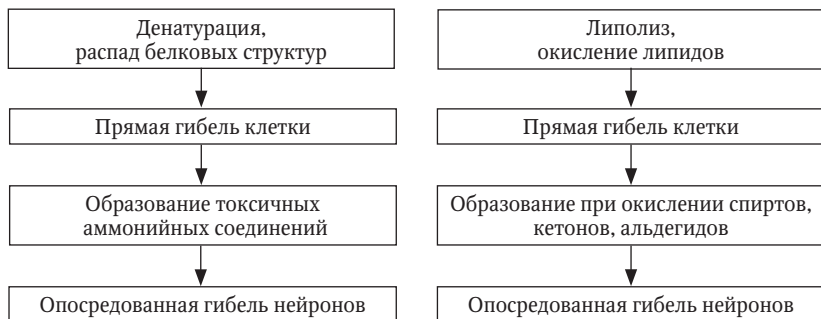 Денатурация,
распад белковых структур
Прямая гибель клетки
Образование токсичных
аммонийных соединений
Опосредованная гибель нейронов
Липолиз,
окисление липидов
Прямая гибель клетки
Образование при окислении спиртов,
кетонов, альдегидов
Опосредованная гибель нейронов